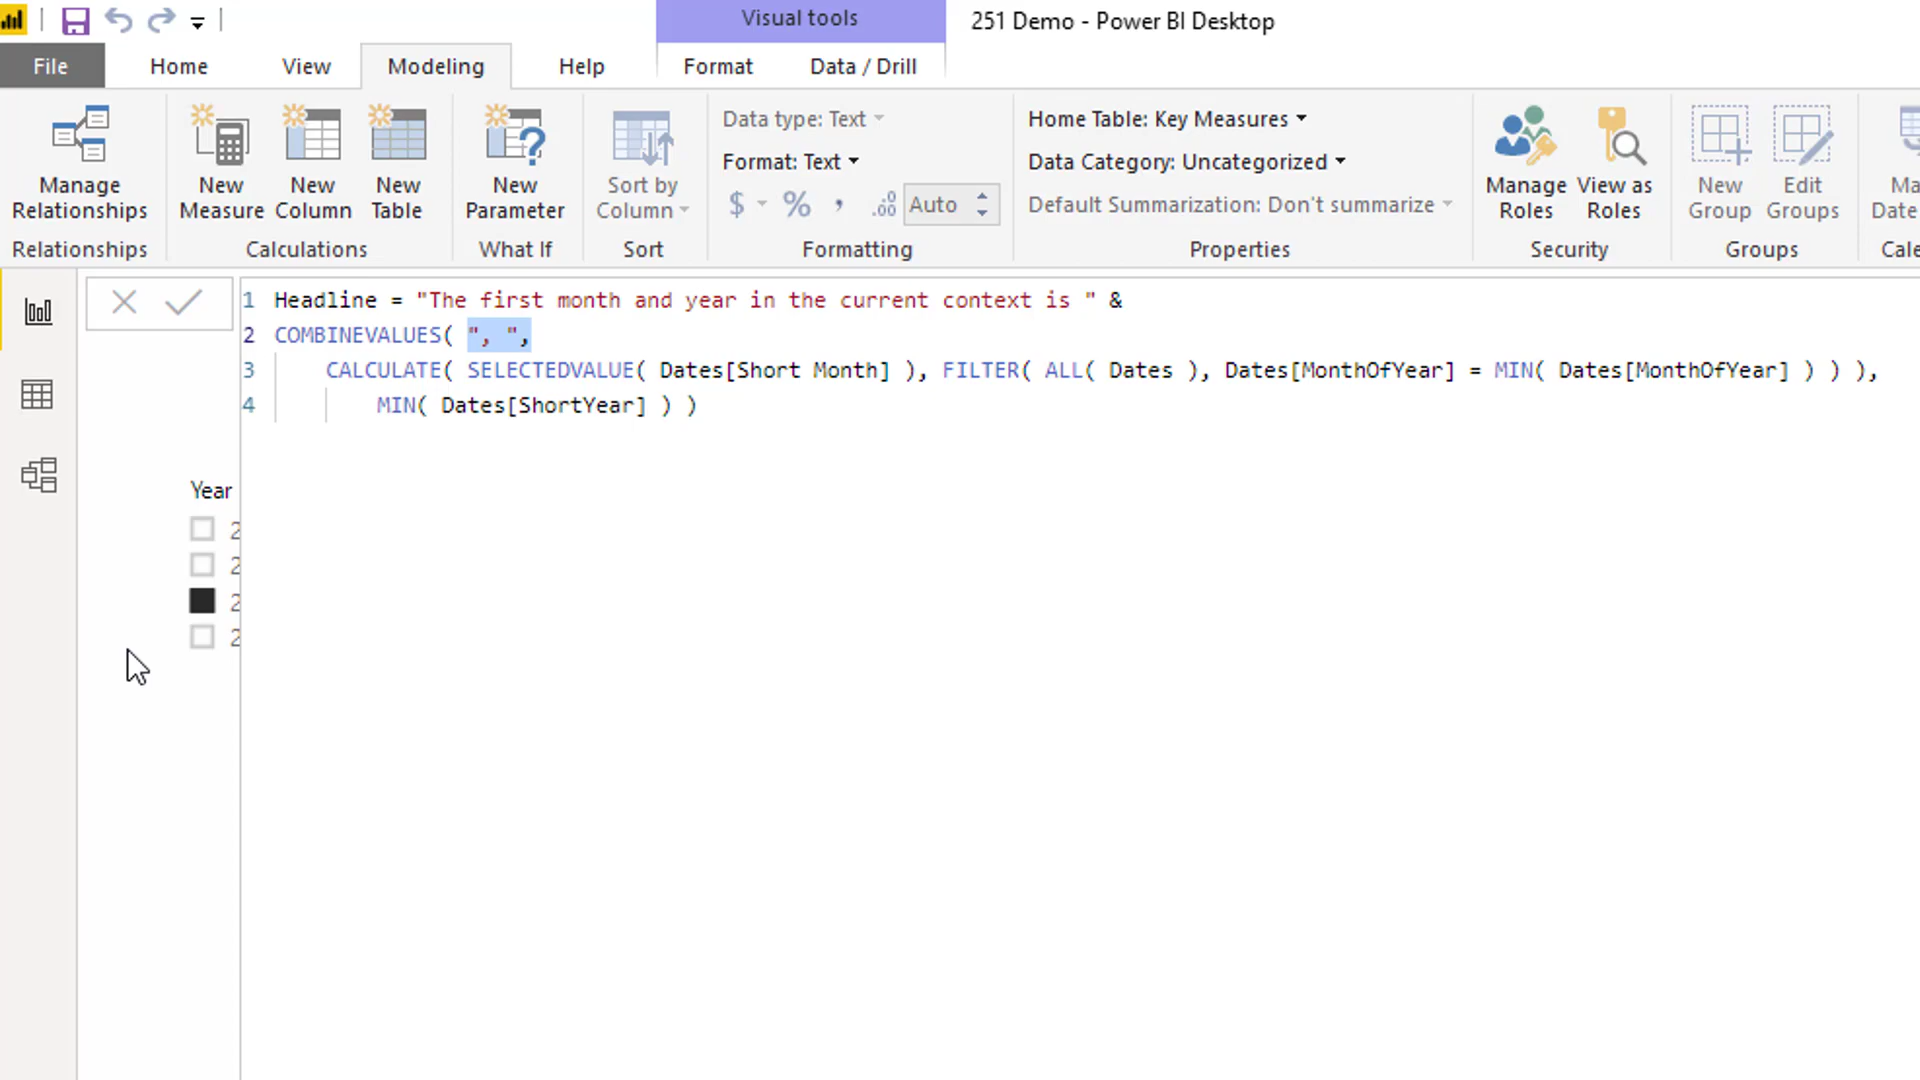 Visual tools
251 Demo - Power BI Desktop
File Home View Modeling Help Format Data / Drill
Manage Relationships
New Measure
New Column
New Table
New Parameter
Sort by Column
Data type: Text
Format: Text
$ % , .00 Auto
Home Table: Key Measures
Data Category: Uncategorized
Default Summarization: Don't summarize
Manage Roles
View as Roles
New Group
Edit Groups
Relationships Calculations What If Sort Formatting Properties Security Groups
1 Headline = "The first month and year in the current context is " &
2 COMBINEVALUES( ", ",
3 CALCULATE( SELECTEDVALUE( Dates[Short Month] ), FILTER( ALL( Dates ), Dates[MonthOfYear] = MIN( Dates[MonthOfYear] ) ) ),
4 MIN( Dates[ShortYear] ) )
Year
2
2
2
2